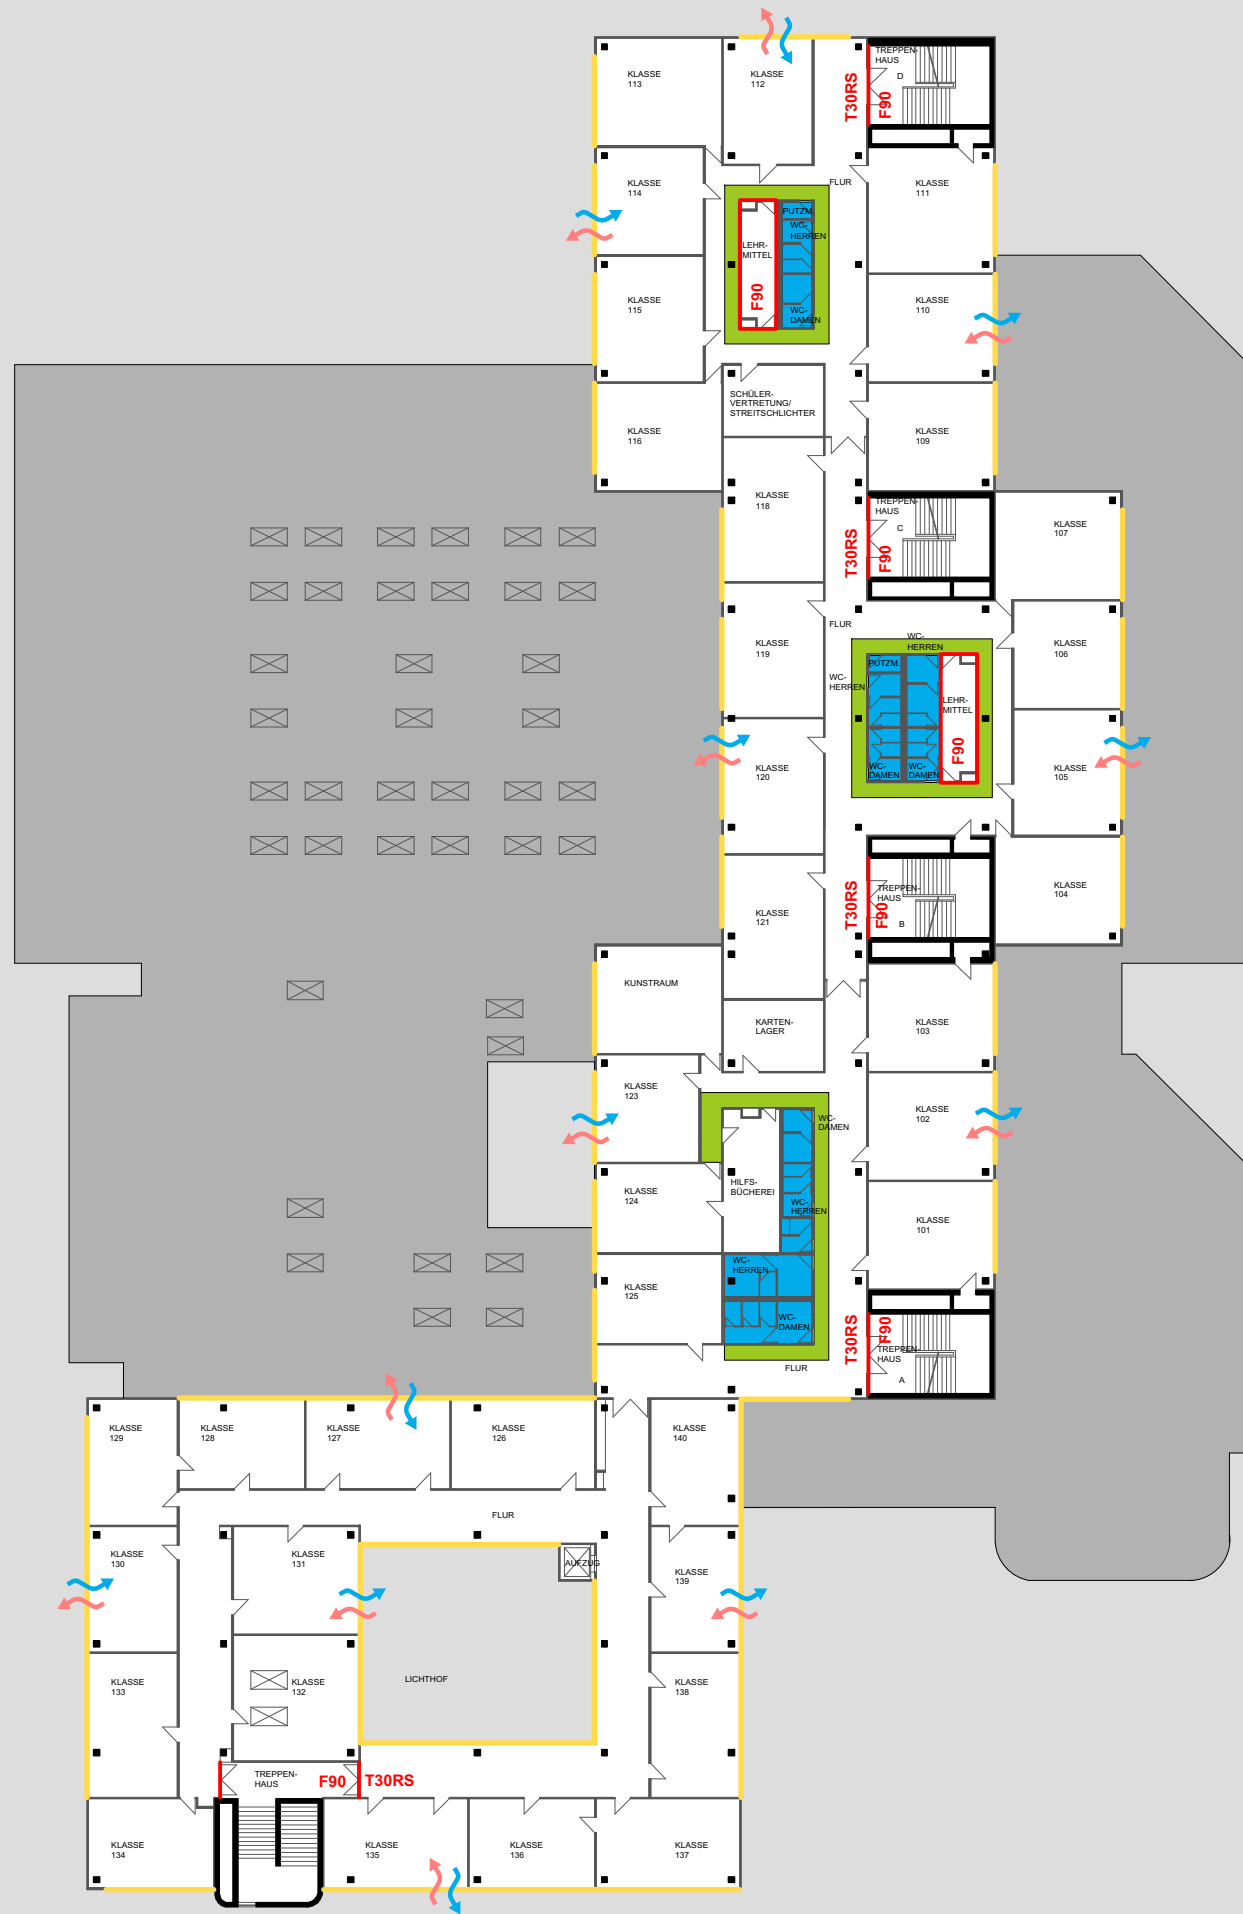 KLASSE
113
KLASSE
112
TREPPEN-
HAUS
D
T30RS
F90
KLASSE
114
FLUR
KLASSE
111
PUTZM.
WC-
HERREN
LEHR-
MITTEL
F90
WC-
DAMEN
KLASSE
115
KLASSE
110
SCHÜLER-
VERTRETUNG/
STREITSCHLICHTER
KLASSE
116
KLASSE
109
KLASSE
118
TREPPEN-
HAUS
C
T30RS
F90
KLASSE
107
FLUR
KLASSE
119
WC-
HERREN
KLASSE
106
PUTZM.
WC-
HERREN
LEHR-
MITTEL
F90
KLASSE
120
WC-
DAMEN
WC-
DAMEN
KLASSE
105
T30RS
F90
TREPPEN-
HAUS
B
KLASSE
104
KLASSE
121
KUNSTRAUM
KARTEN-
LAGER
KLASSE
103
KLASSE
123
KLASSE
102
WC-
DAMEN
HILFS-
BÜCHEREI
KLASSE
124
WC-
HERREN
KLASSE
101
WC-
HERREN
KLASSE
125
WC-
DAMEN
T30RS
F90
TREPPEN-
HAUS
A
FLUR
KLASSE
129
KLASSE
128
KLASSE
127
KLASSE
126
KLASSE
140
FLUR
KLASSE
130
KLASSE
131
AUFZUG
KLASSE
139
KLASSE
133
KLASSE
132
LICHTHOF
KLASSE
138
TREPPEN-
HAUS
F90
T30RS
KLASSE
134
KLASSE
135
KLASSE
136
KLASSE
137